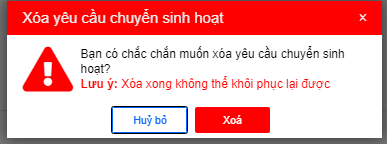 Xóa yêu cầu chuyển sinh hoạt ×
Bạn có chắc chắn muốn xóa yêu cầu chuyển sinh
hoạt?
Lưu ý: Xóa xong không thể khôi phục lại được
Huỷ bỏ Xoá